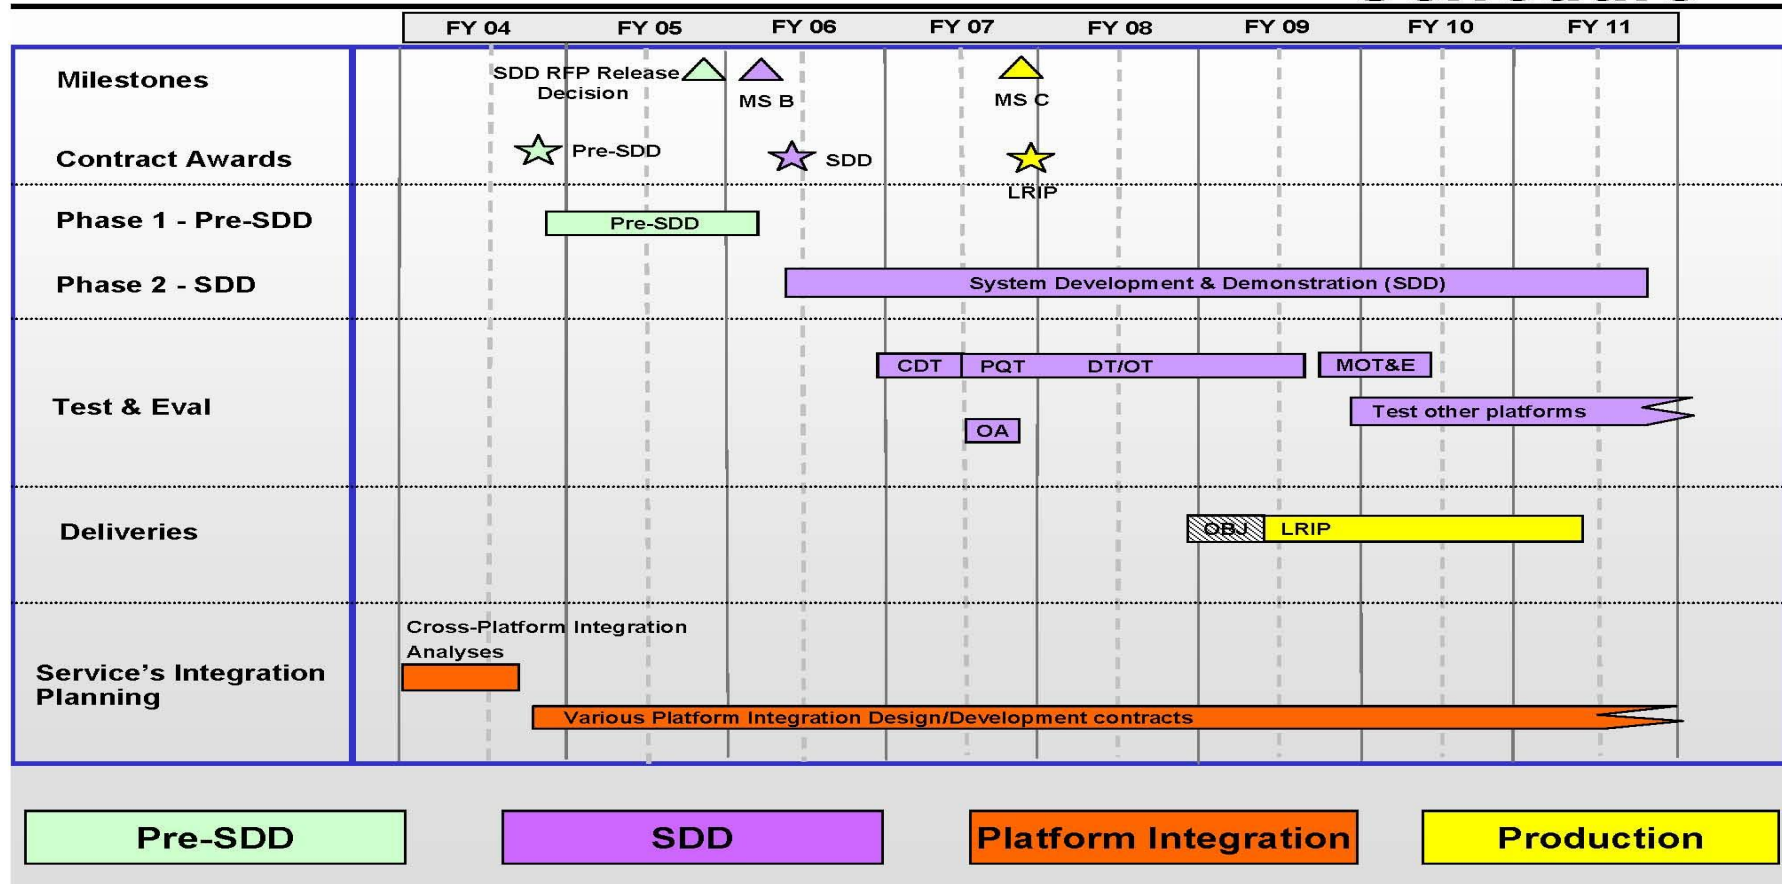 FY 04 FY 05 FY 06 FY 07 FY 08 FY 09 FY 10 FY 11
Milestones
SDD RFP Release
Decision
MS B
MS C
Contract Awards
Pre-SDD
SDD
LRIP
Phase 1 - Pre-SDD
Pre-SDD
Phase 2 - SDD
System Development & Demonstration (SDD)
Test & Eval
CDT PQT DT/OT MOT&E
Test other platforms
OA
Deliveries
OBJ LRIP
Service’s Integration
Planning
Cross-Platform Integration
Analyses
Various Platform Integration Design/Development contracts
Pre-SDD SDD Platform Integration Production